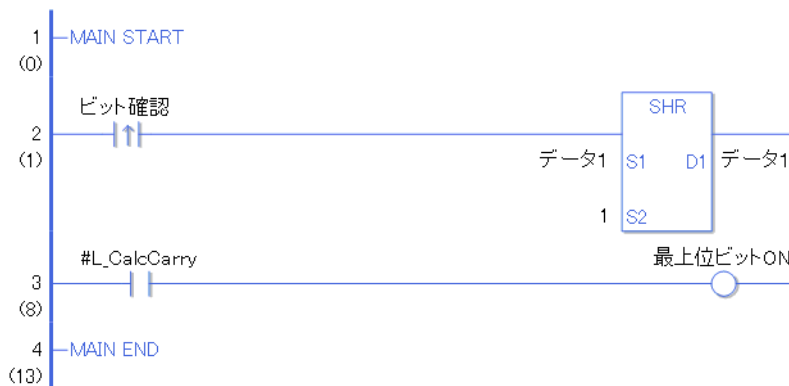 1 MAIN START
(0)
ビット確認
SHR
2
(1)
データ1 S1 D1 データ1
1 S2
#L_CalcCarry 最上位ビットON
3
(8)
4 MAIN END
(13)